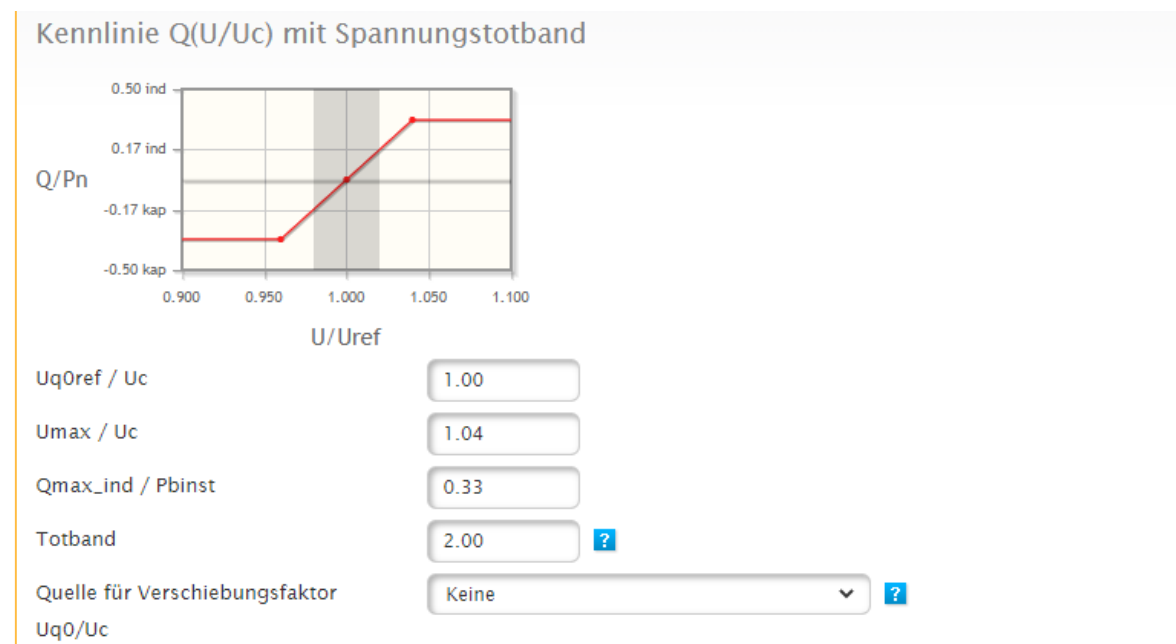 Kennlinie Q(U/Uc) mit Spannungstotband
0.50 ind
0.17 ind
Q/Pn
-0.17 kap
-0.50 kap
0.900 0.950 1.000 1.050 1.100
U/Uref
Uq0ref / Uc 1.00
Umax / Uc 1.04
Qmax_ind / Pbinst 0.33
Totband 2.00 ?
Quelle für Verschiebungsfaktor Keine ?
Uq0/Uc